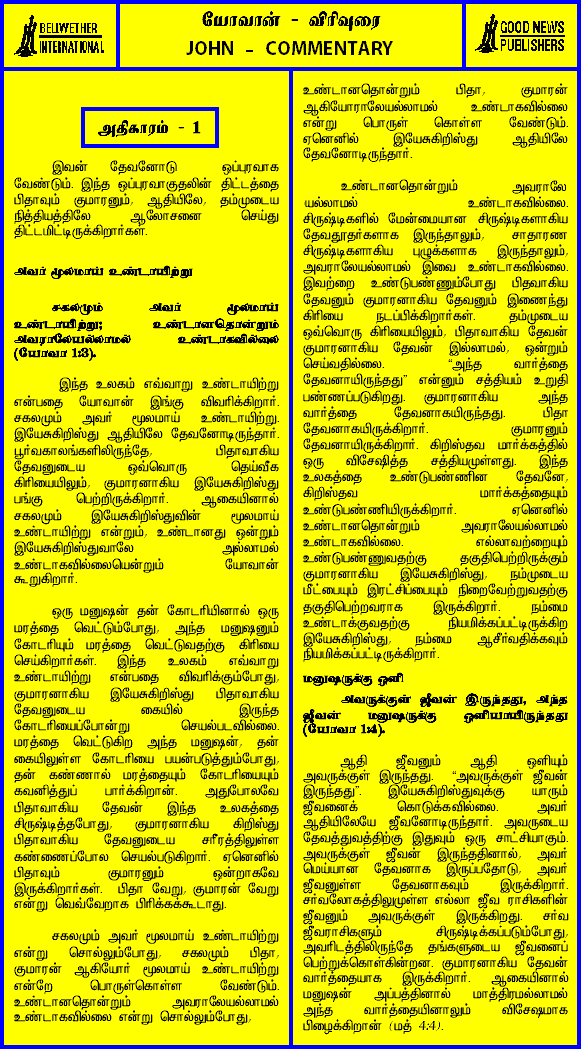 BELWETHER
INTERNATIONAL
யோவான் - விரிவுரை
JOHN - COMMENTARY
GOOD NEWS
PUBLISHERS
அதிகாரம் - 1
இவன் தேவனோடு ஒப்புரவாக
வேண்டும். இந்த ஒப்புரவாகுதலின் திட்டத்தை
பிதாவும் குமாரனும், ஆதியிலே, தம்முடைய
நித்தியத்திலே ஆலோசனை செய்து
திட்டமிட்டிருக்கிறார்கள்.
அவர் மூலமாய் உண்டாயிற்று
சகலமும் அவர் மூலமாய்
உண்டாயிற்று; உண்டானதொன்றும்
அவராலேயல்லாமல் உண்டாகவில்லை
(யோவா 1:3).
இந்த உலகம் எவ்வாறு உண்டாயிற்று
என்பதை யோவான் இங்கு விவரிக்கிறார்.
சகலமும் அவர் மூலமாய் உண்டாயிற்று.
இயேசுகிறிஸ்து ஆதியிலே தேவனோடிருந்தார்.
பூர்வகாலங்களிலிருந்தே, பிதாவாகிய
தேவனுடைய ஒவ்வொரு தெய்வீக
கிரியையிலும், குமாரனாகிய இயேசுகிறிஸ்து
பங்கு பெற்றிருக்கிறார். ஆகையினால்
சகலமும் இயேசுகிறிஸ்துவின் மூலமாய்
உண்டாயிற்று என்றும், உண்டானது ஒன்றும்
இயேசுகிறிஸ்துவாலே அல்லாமல்
உண்டாகவில்லையென்றும் யோவான்
கூறுகிறார்.
ஒரு மனுஷன் தன் கோடரியினால் ஒரு
மரத்தை வெட்டும்போது, அந்த மனுஷனும்
கோடரியும் மரத்தை வெட்டுவதற்கு கிரியை
செய்கிறார்கள். இந்த உலகம் எவ்வாறு
உண்டாயிற்று என்பதை விவரிக்கும்போது,
குமாரனாகிய இயேசுகிறிஸ்து பிதாவாகிய
தேவனுடைய கையில் இருந்த
கோடரியைப்போன்று செயல்படவில்லை.
மரத்தை வெட்டுகிற அந்த மனுஷன், தன்
கையிலுள்ள கோடரியை பயன்படுத்தும்போது,
தன் கண்ணால் மரத்தையும் கோடரியையும்
கவனித்துப் பார்க்கிறான். அதுபோலவே
பிதாவாகிய தேவன் இந்த உலகத்தை
சிருஷ்டித்தபோது, குமாரனாகிய கிறிஸ்து
பிதாவாகிய தேவனுடைய சரீரத்திலுள்ள
கண்ணைப்போல செயல்படுகிறார். ஏனெனில்
பிதாவும் குமாரனும் ஒன்றாகவே
இருக்கிறார்கள். பிதா வேறு, குமாரன் வேறு
என்று வெவ்வேறாக பிரிக்கக்கூடாது.
சகலமும் அவர் மூலமாய் உண்டாயிற்று
என்று சொல்லும்போது, சகலமும் பிதா,
குமாரன் ஆகியோர் மூலமாய் உண்டாயிற்று
என்றே பொருள்கொள்ள வேண்டும்.
உண்டானதொன்றும் அவராலேயல்லாமல்
உண்டாகவில்லை என்று சொல்லும்போது,
உண்டானதொன்றும் பிதா, குமாரன்
ஆகியோராலேயல்லாமல் உண்டாகவில்லை
என்று பொருள் கொள்ள வேண்டும்.
ஏனெனில் இயேசுகிறிஸ்து ஆதியிலே
தேவனோடிருந்தார்.
உண்டானதொன்றும் அவராலே
யல்லாமல் உண்டாகவில்லை.
சிருஷ்டிகளில் மேன்மையான சிருஷ்டிகளாகிய
தேவதூதர்களாக இருந்தாலும், சாதாரண
சிருஷ்டிகளாகிய புழுக்களாக இருந்தாலும்,
அவராலேயல்லாமல் இவை உண்டாகவில்லை.
இவற்றை உண்டுபண்ணும்போது பிதவாகிய
தேவனும் குமாரனாகிய தேவனும் இணைந்து
கிரியை நடப்பிக்கிறார்கள். தம்முடைய
ஒவ்வொரு கிரியையிலும், பிதாவாகிய தேவன்
குமாரனாகிய தேவன் இல்லாமல், ஒன்றும்
செய்வதில்லை. “அந்த வார்த்தை
தேவனாயிருந்தது” என்னும் சத்தியம் உறுதி
பண்ணப்படுகிறது. குமாரனாகிய அந்த
வார்த்தை தேவனாகயிருந்தது. பிதா
தேவனாகயிருக்கிறார். குமாரனும்
தேவனாயிருக்கிறார். கிறிஸ்தவ மார்க்கத்தில்
ஒரு விசேஷித்த சத்தியமுள்ளது. இந்த
உலகத்தை உண்டுபண்ணின தேவனே,
கிறிஸ்தவ மார்க்கத்தையும்
உண்டுபண்ணியிருக்கிறார். ஏனெனில்
உண்டானதொன்றும் அவராலேயல்லாமல்
உண்டாகவில்லை. எல்லாவற்றையும்
உண்டுபண்ணுவதற்கு தகுதிபெற்றிருக்கும்
குமாரனாகிய இயேசுகிறிஸ்து, நம்முடைய
மீட்பையும் இரட்சிப்பையும் நிறைவேற்றுவதற்கு
தகுதிபெற்றவராக இருக்கிறார். நம்மை
உண்டாக்குவதற்கு நியமிக்கப்பட்டிருக்கிற
இயேசுகிறிஸ்து, நம்மை ஆசீர்வதிக்கவும்
நியமிக்கப்பட்டிருக்கிறார்.
மனுஷருக்கு ஒளி
அவருக்குள் ஜீவன் இருந்தது, அந்த
ஜீவன் மனுஷருக்கு ஒளியாயிருந்தது
(யோவா 1:4).
ஆதி ஜீவனும் ஆதி ஒளியும்
அவருக்குள் இருந்தது. “அவருக்குள் ஜீவன்
இருந்தது”. இயேசுகிறிஸ்துவுக்கு யாரும்
ஜீவனைக் கொடுக்கவில்லை. அவர்
ஆதியிலேயே ஜீவனோடிருந்தார். அவருடைய
தேவத்துவத்திற்கு இதுவும் ஒரு சாட்சியாகும்.
அவருக்குள் ஜீவன் இருந்ததினால், அவர்
மெய்யான தேவனாக இருப்பதோடு, அவர்
ஜீவனுள்ள தேவனாகவும் இருக்கிறார்.
சர்வலோகத்திலுமுள்ள எல்லா ஜீவ ராசிகளின்
ஜீவனும் அவருக்குள் இருக்கிறது. சர்வ
ஜீவராசிகளும் சிருஷ்டிக்கப்படும்போது,
அவரிடத்திலிருந்தே தங்களுடைய ஜீவனைப்
பெற்றுக்கொள்கின்றன. குமாரனாகிய தேவன்
வார்த்தையாக இருக்கிறார். ஆகையினால்
மனுஷன் அப்பத்தினால் மாத்திரமல்லாமல்
அந்த வார்த்தையினாலும் விசேஷமாக
பிழைக்கிறான் (மத் 4:4).